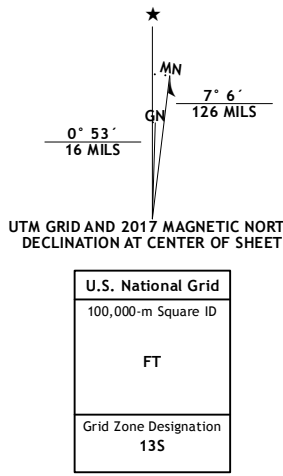 MN
GN
7° 6´
126 MILS
0° 53´
16 MILS
UTM GRID AND 2017 MAGNETIC NORT
DECLINATION AT CENTER OF SHEET
U.S. National Grid
100,000-m Square ID
FT
Grid Zone Designation
13S